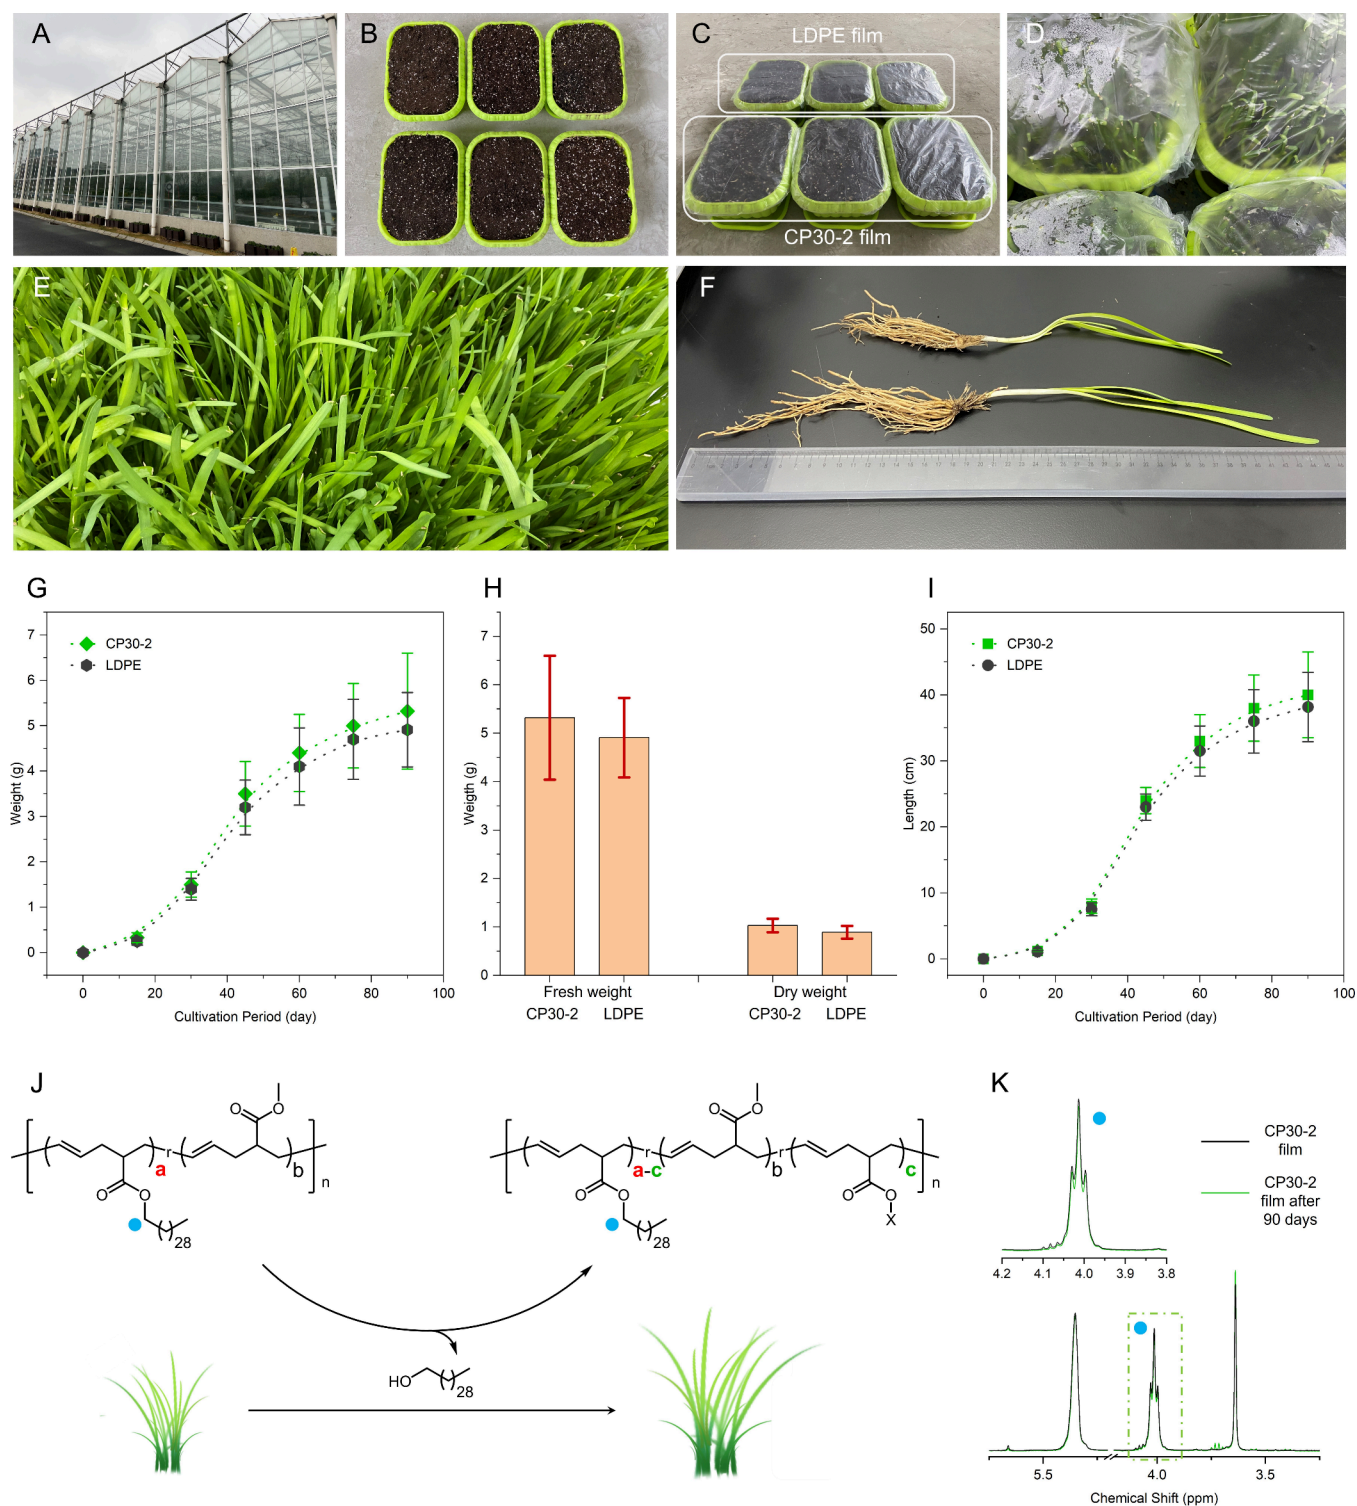 A
B
C
LDPE film
CP30-2 film
D
E
F
G
CP30-2
LDPE
Weight (g)
7
6
5
4
3
2
1
0
0 20 40 60 80 100
Cultivation Period (day)
H
Weigth (g)
7
6
5
4
3
2
1
0
Fresh weight Dry weight
CP30-2 LDPE CP30-2 LDPE
I
CP30-2
LDPE
Length (cm)
50
40
30
20
10
0
0 20 40 60 80 100
Cultivation Period (day)
J
O
O
r
a
b
n
O
O
28
O
O
r
r
a-c
b
c
n
O
O
28
O
O
X
HO
28
K
CP30-2
film
CP30-2
film after
90 days
4.2 4.1 4.0 3.9 3.8
5.5 4.0 3.5
Chemical Shift (ppm)